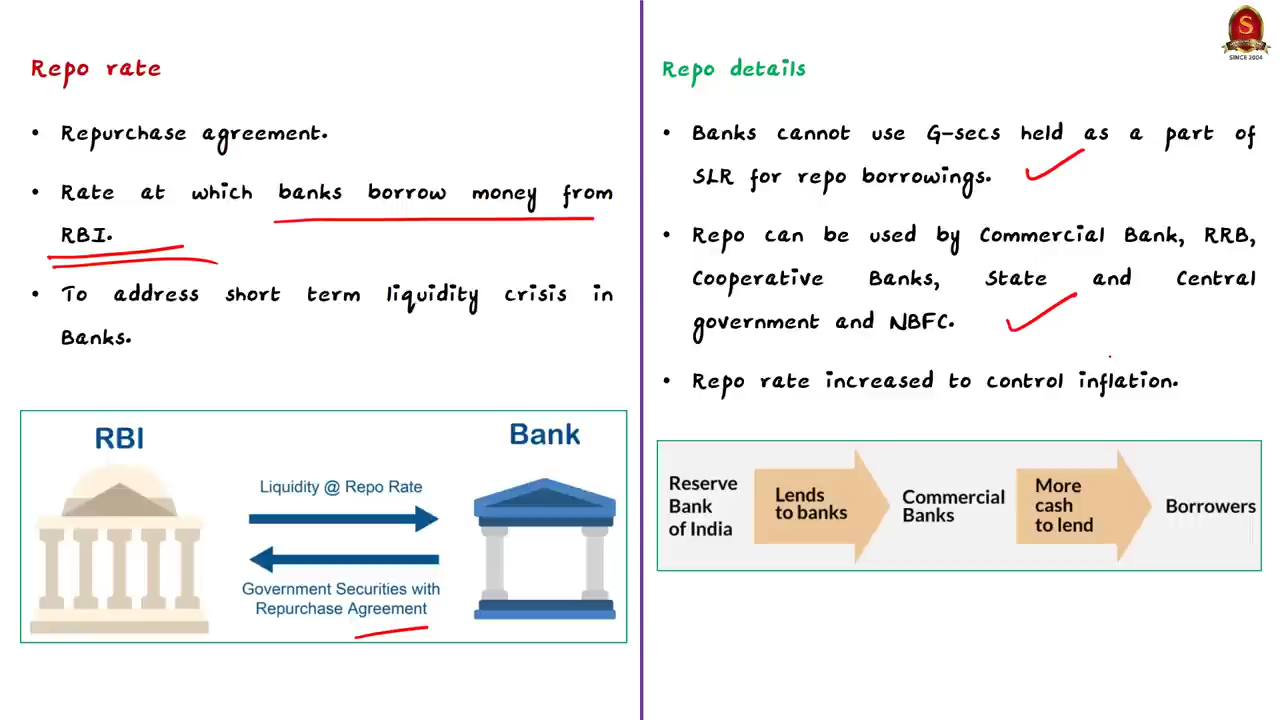 Repo rate
• Repurchase agreement.
• Rate at which banks borrow money from
RBI.
• To address short term liquidity crisis in
Banks.
RBI
Bank
Liquidity @ Repo Rate
Government Securities with
Repurchase Agreement
Repo details
• Banks cannot use G-secs held as a part of
SLR for repo borrowings.
• Repo can be used by Commercial Bank, RRB,
Cooperative Banks, State and Central
government and NBFC.
• Repo rate increased to control inflation.
Reserve
Bank
of India
Lends
to banks
Commercial
Banks
More
cash
to lend
Borrowers
S
SINCE 2004